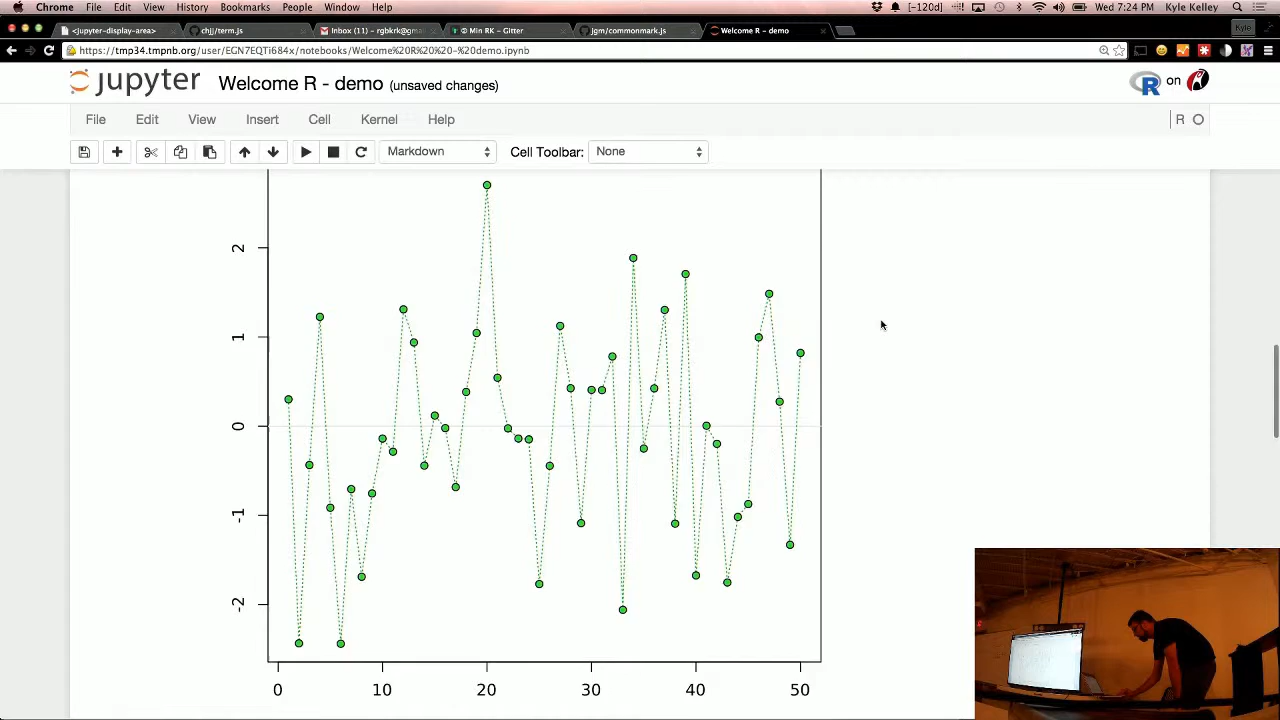 Chrome File Edit View History Bookmarks People Window Help [-120d] Wed 7:24 PM Kyle Kelley
<jupyter-display-area> chjj/term.js Inbox (11) - rgbkrk@gma Min RK - Gitter jgm/commonmark.js Welcome R - demo Kyle
https://tmp34.tmpnb.org/user/EGN7EQTi684x/notebooks/Welcome%20R%20%20-%20demo.ipynb
jupyter Welcome R - demo (unsaved changes) R on
File Edit View Insert Cell Kernel Help R
Markdown Cell Toolbar: None
2
1
0
-1
-2
0 10 20 30 40 50